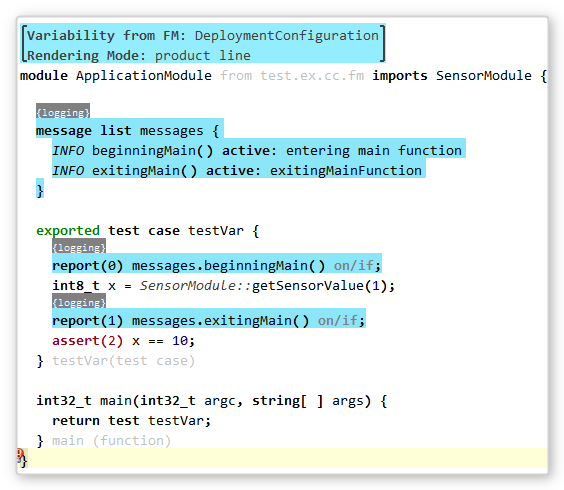 Variability from FM: DeploymentConfiguration
Rendering Mode: product line
module ApplicationModule from test.ex.cc.fm imports SensorModule {
{logging}
message list messages {
INFO beginningMain() active: entering main function
INFO exitingMain() active: exitingMainFunction
}
exported test case testVar {
{logging}
report(0) messages.beginningMain() on/if;
int8_t x = SensorModule::getSensorValue(1);
{logging}
report(1) messages.exitingMain() on/if;
assert(2) x == 10;
} testVar(test case)
int32_t main(int32_t argc, string[ ] args) {
return test testVar;
} main (function)
}